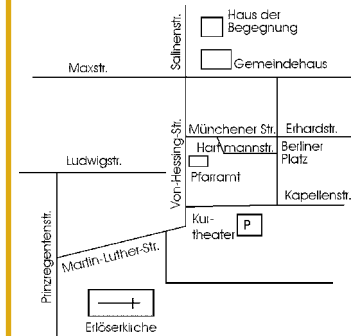 Haus der
Begegnung
Salinenstr.
Maxstr.
Gemeindehaus
Münchener Str.
Erhardstr.
Hartmannstr.
Berliner
Platz
Ludwigstr.
Von-Hessing-Str.
Pfarramt
Kapellenstr.
Kur-
theater
P
Prinzregentenstr.
Martin-Luther-Str.
Erlöserkirche